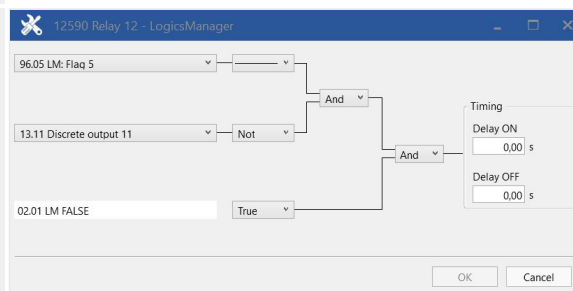 12590 Relay 12 - LogicsManager
96.05 LM: Flag 5
And
Timing
Delay ON
13.11 Discrete output 11
Not
0,00 s
And
Delay OFF
0,00 s
02.01 LM FALSE
True
OK
Cancel